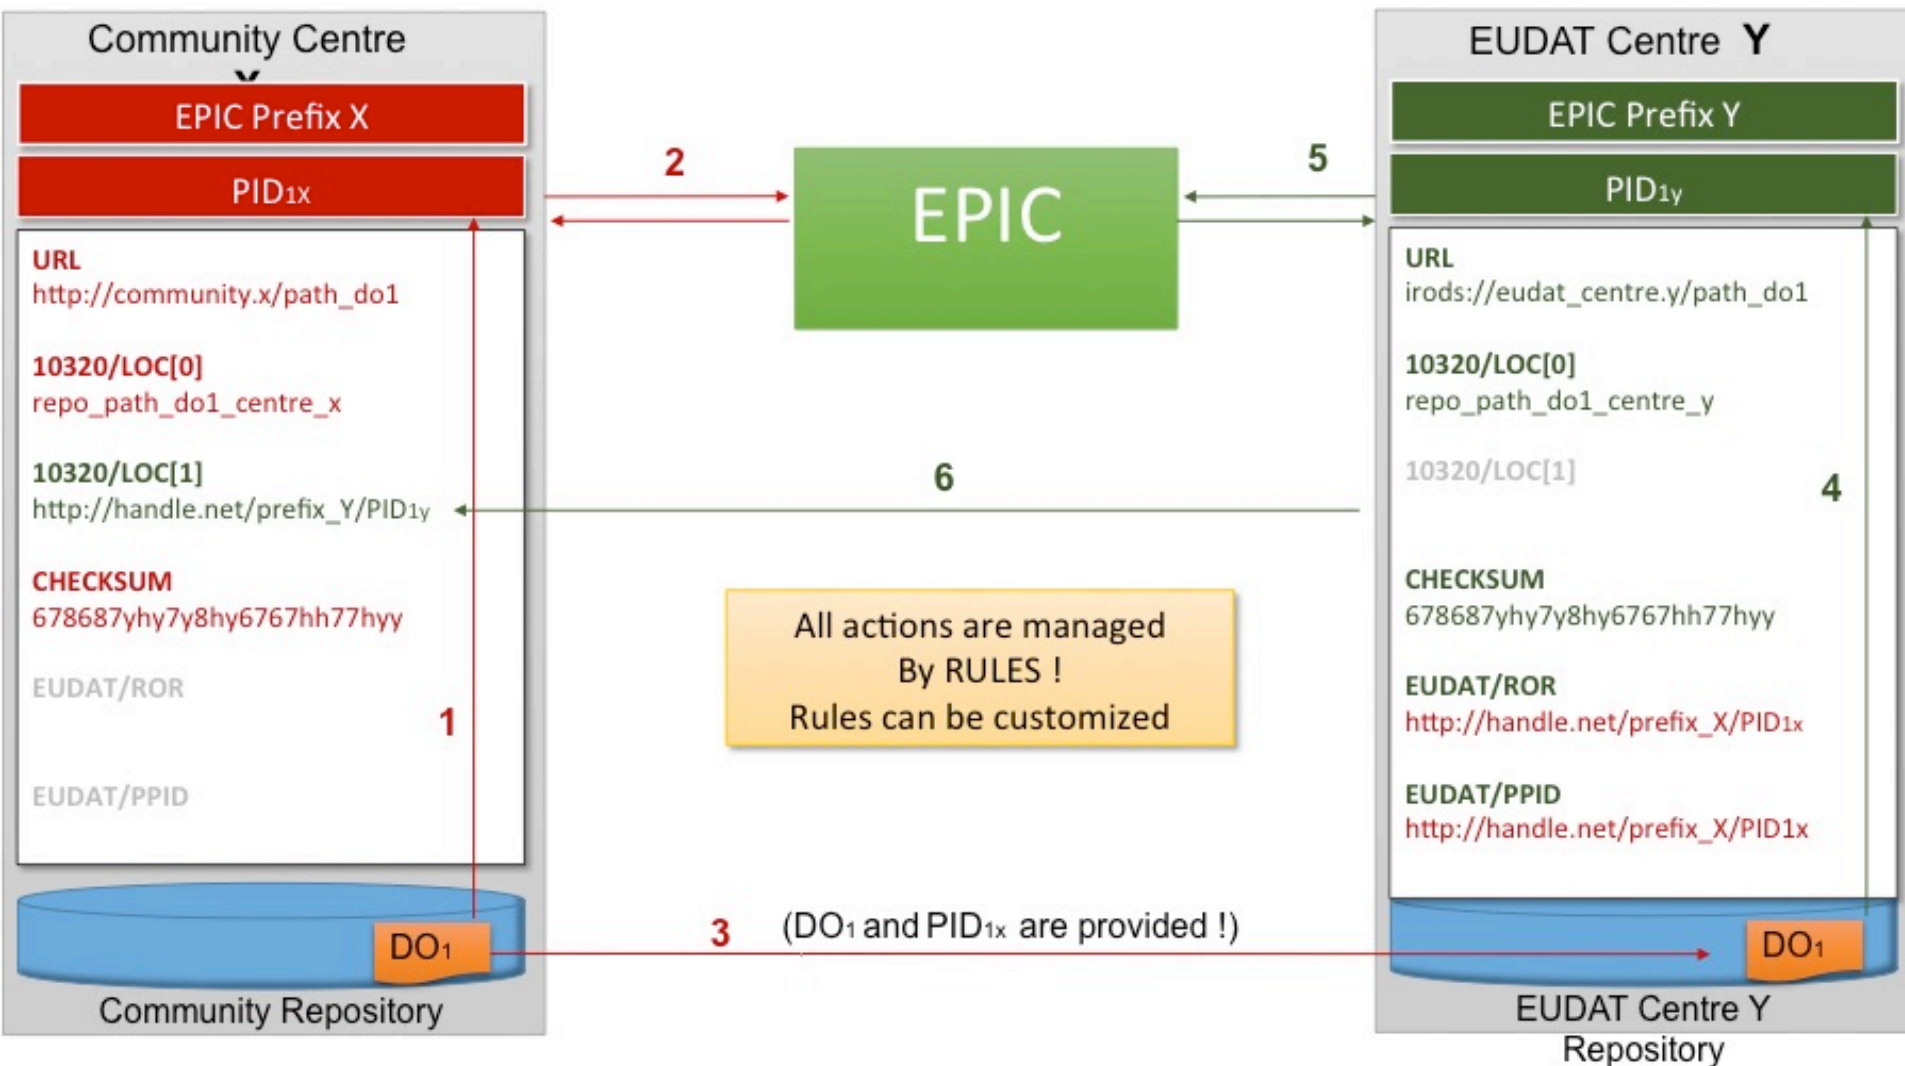 Community Centre
EPIC Prefix X
PID1x
URL
http://community.x/path_do1
10320/LOC[0]
repo_path_do1_centre_x
10320/LOC[1]
http://handle.net/prefix_Y/PID1y
CHECKSUM
678687yhy7y8hy6767hh77hyy
EUDAT/ROR
EUDAT/PPID
1
DO1
Community Repository
2
EPIC
5
6
All actions are managed
By RULES !
Rules can be customized
3 (DO1 and PID1x are provided !)
EUDAT Centre Y
EPIC Prefix Y
PID1y
URL
irods://eudat_centre.y/path_do1
10320/LOC[0]
repo_path_do1_centre_y
10320/LOC[1]
4
CHECKSUM
678687yhy7y8hy6767hh77hyy
EUDAT/ROR
http://handle.net/prefix_X/PID1x
EUDAT/PPID
http://handle.net/prefix_X/PID1x
DO1
EUDAT Centre Y
Repository